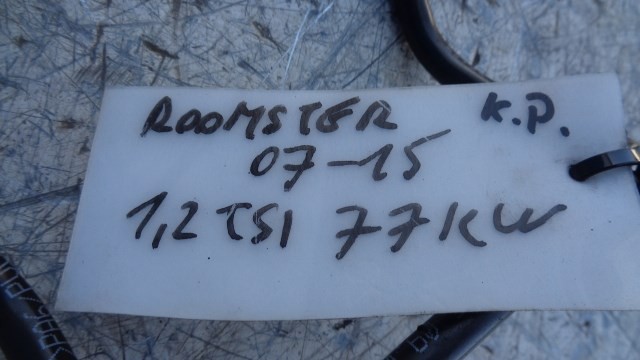 ROOMSTER K.P.
07-15
1,2 TSI 77KW